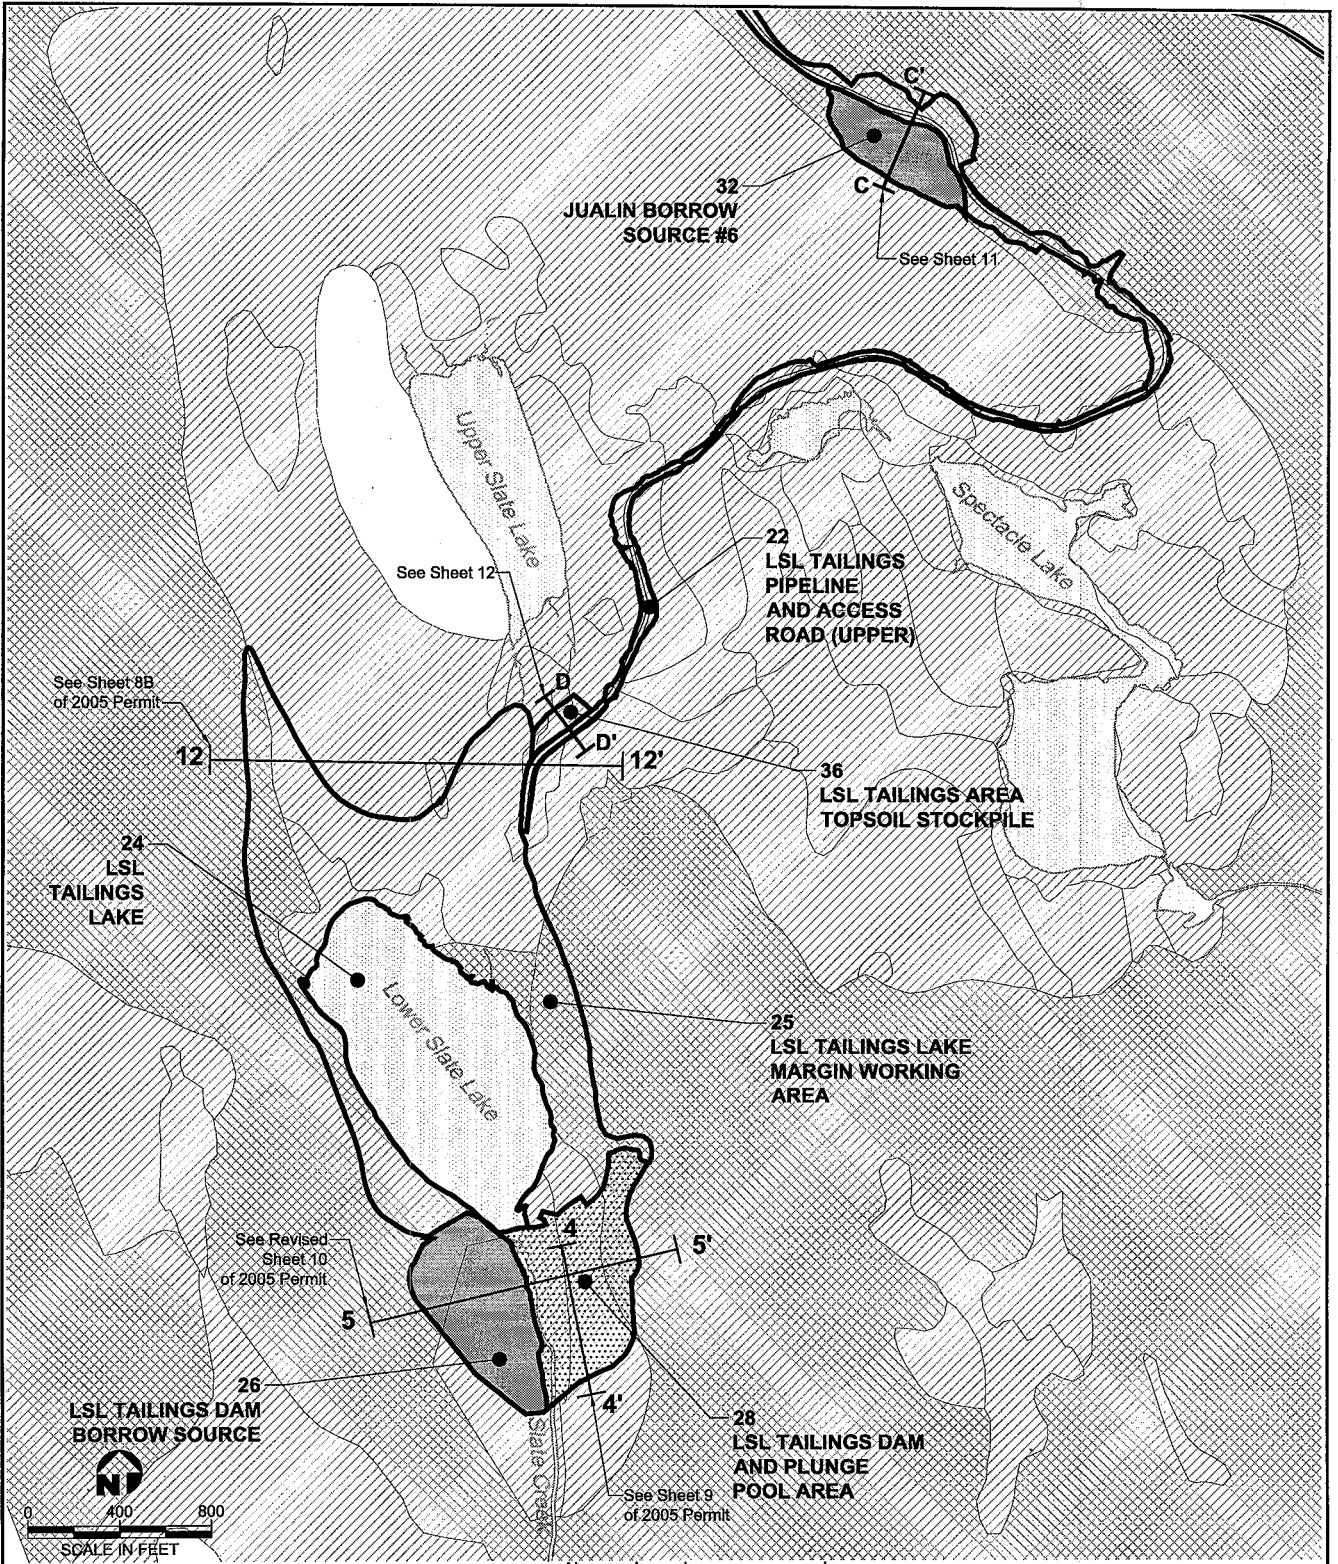 C'
32
JUALIN BORROW
SOURCE #6
C
See Sheet 11
Upper Slate Lake
Spectacle Lake
22
LSL TAILINGS
PIPELINE
AND ACCESS
ROAD (UPPER)
See Sheet 12
D
D'
See Sheet 8B
of 2005 Permit
12
12'
36
LSL TAILINGS AREA
TOPSOIL STOCKPILE
24
LSL
TAILINGS
LAKE
Lower Slate Lake
25
LSL TAILINGS LAKE
MARGIN WORKING
AREA
See Revised
Sheet 10
of 2005 Permit
4
5'
5
26
LSL TAILINGS DAM
BORROW SOURCE
4'
28
LSL TAILINGS DAM
AND PLUNGE
POOL AREA
Slate Creek
See Sheet 9
of 2005 Permit
N
0 400 800
SCALE IN FEET